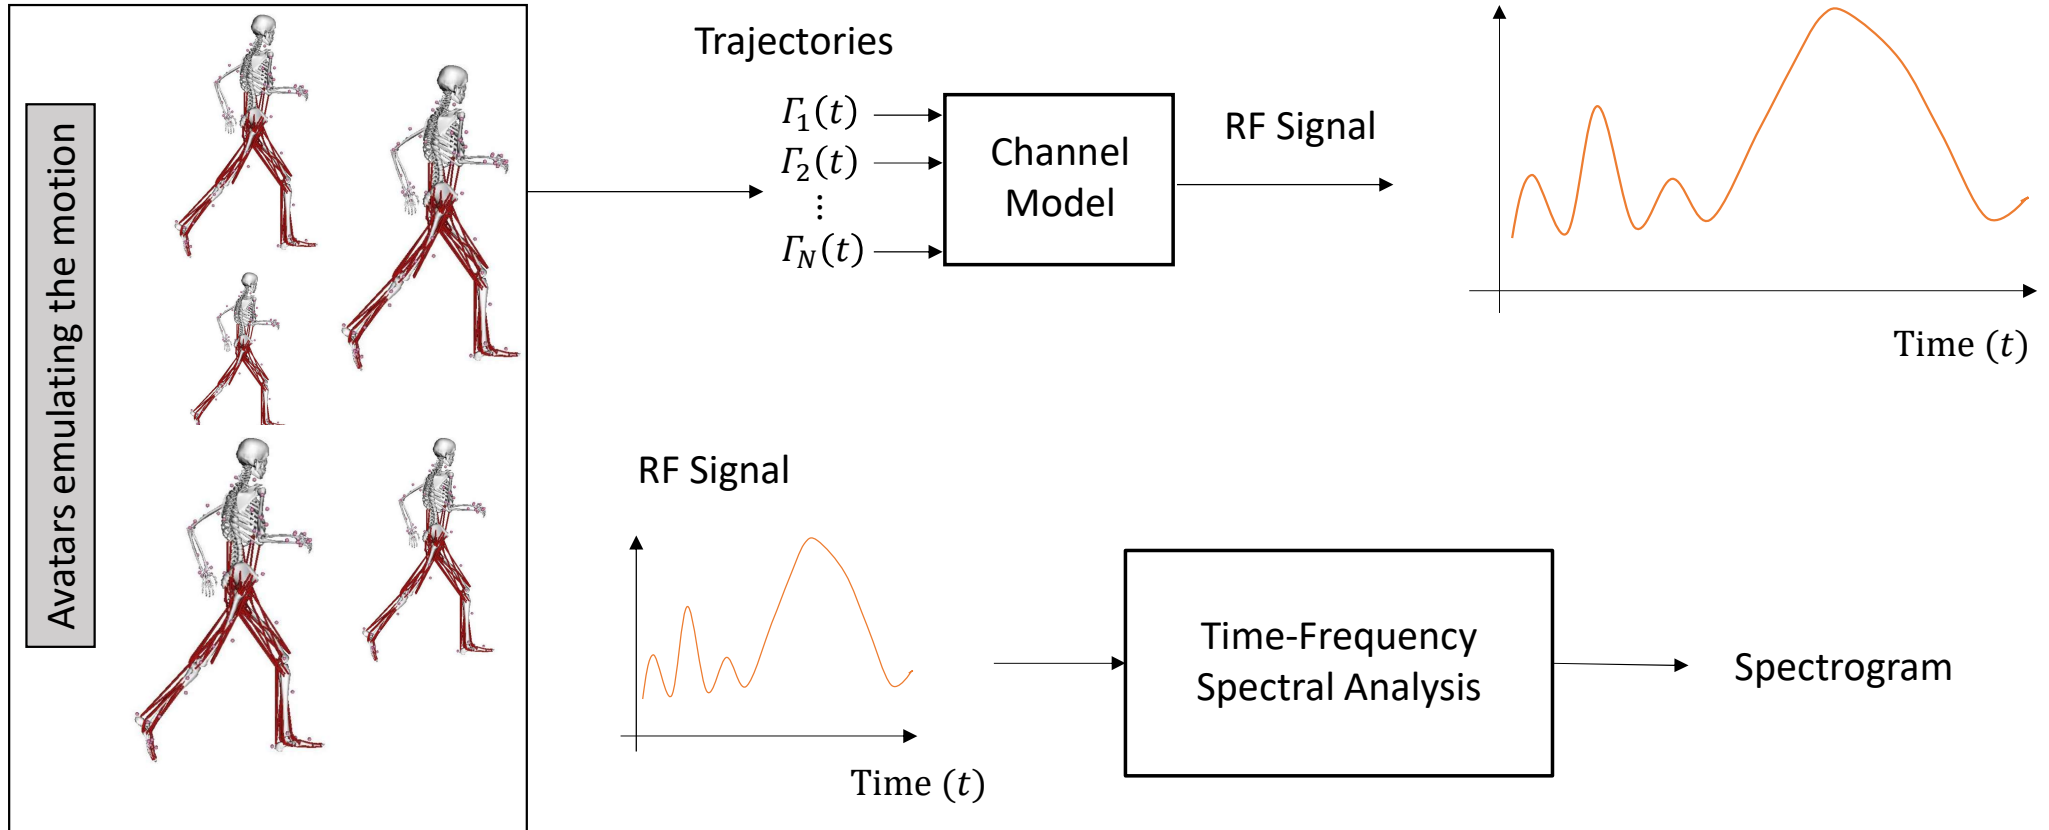 Avatars emulating the motion
Trajectories
𝛤₁(𝑡)
𝛤₂(𝑡)
⋮
𝛤_N(𝑡)
Channel
Model
RF Signal
Time (𝑡)
RF Signal
Time (𝑡)
Time-Frequency
Spectral Analysis
Spectrogram